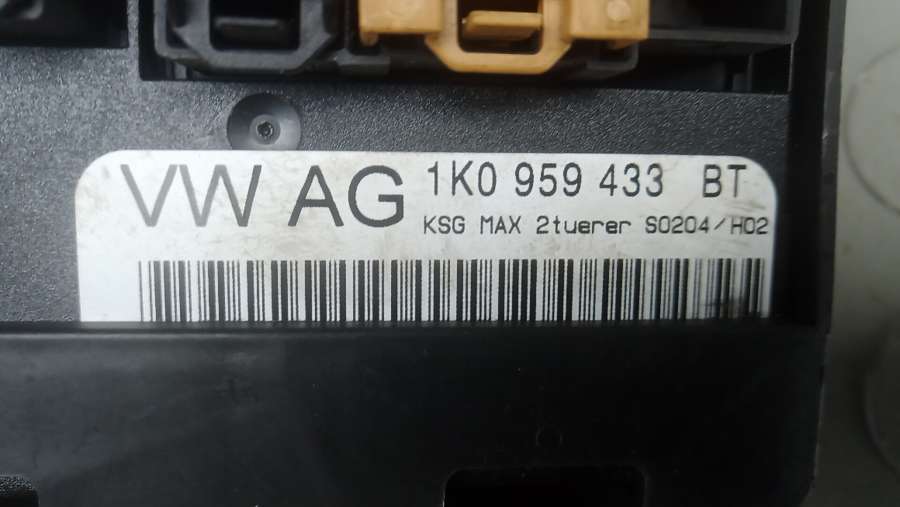 VW AG 1K0 959 433 BT
KSG MAX 2tuerer S0204/H02